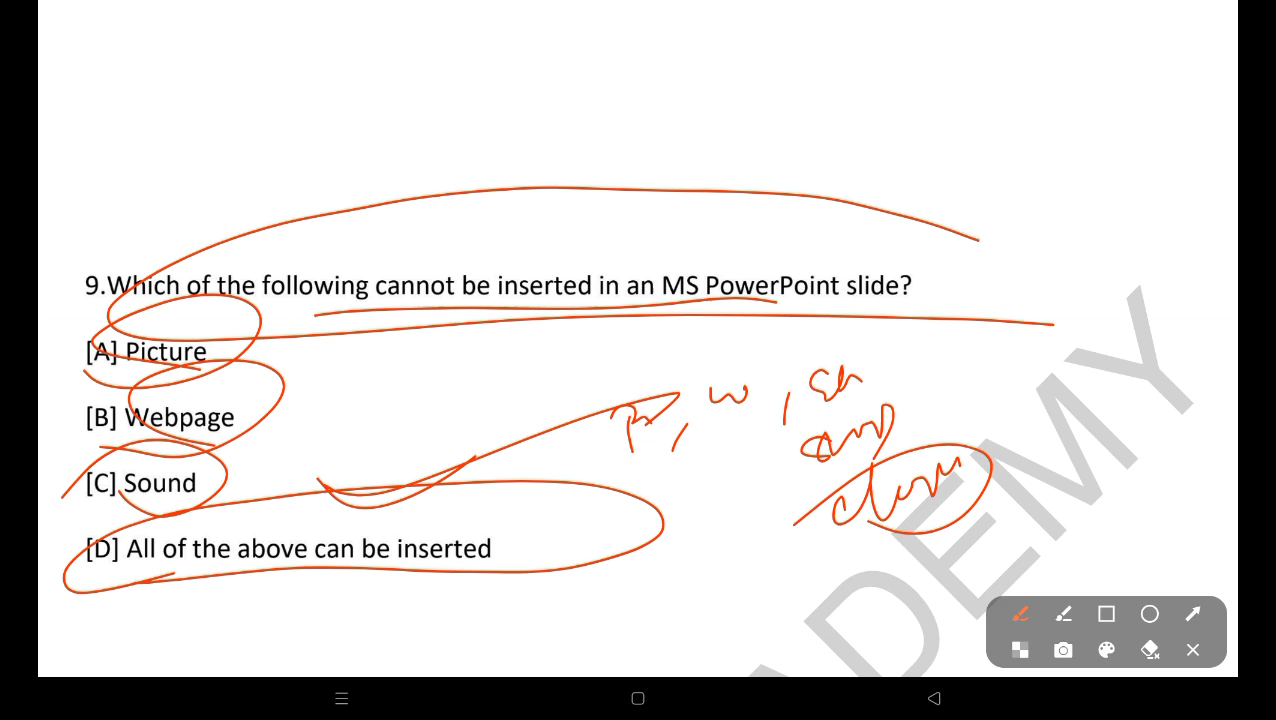 9.Which of the following cannot be inserted in an MS PowerPoint slide?
[A] Picture
[B] Webpage
[C] Sound
[D] All of the above can be inserted
ADEMY